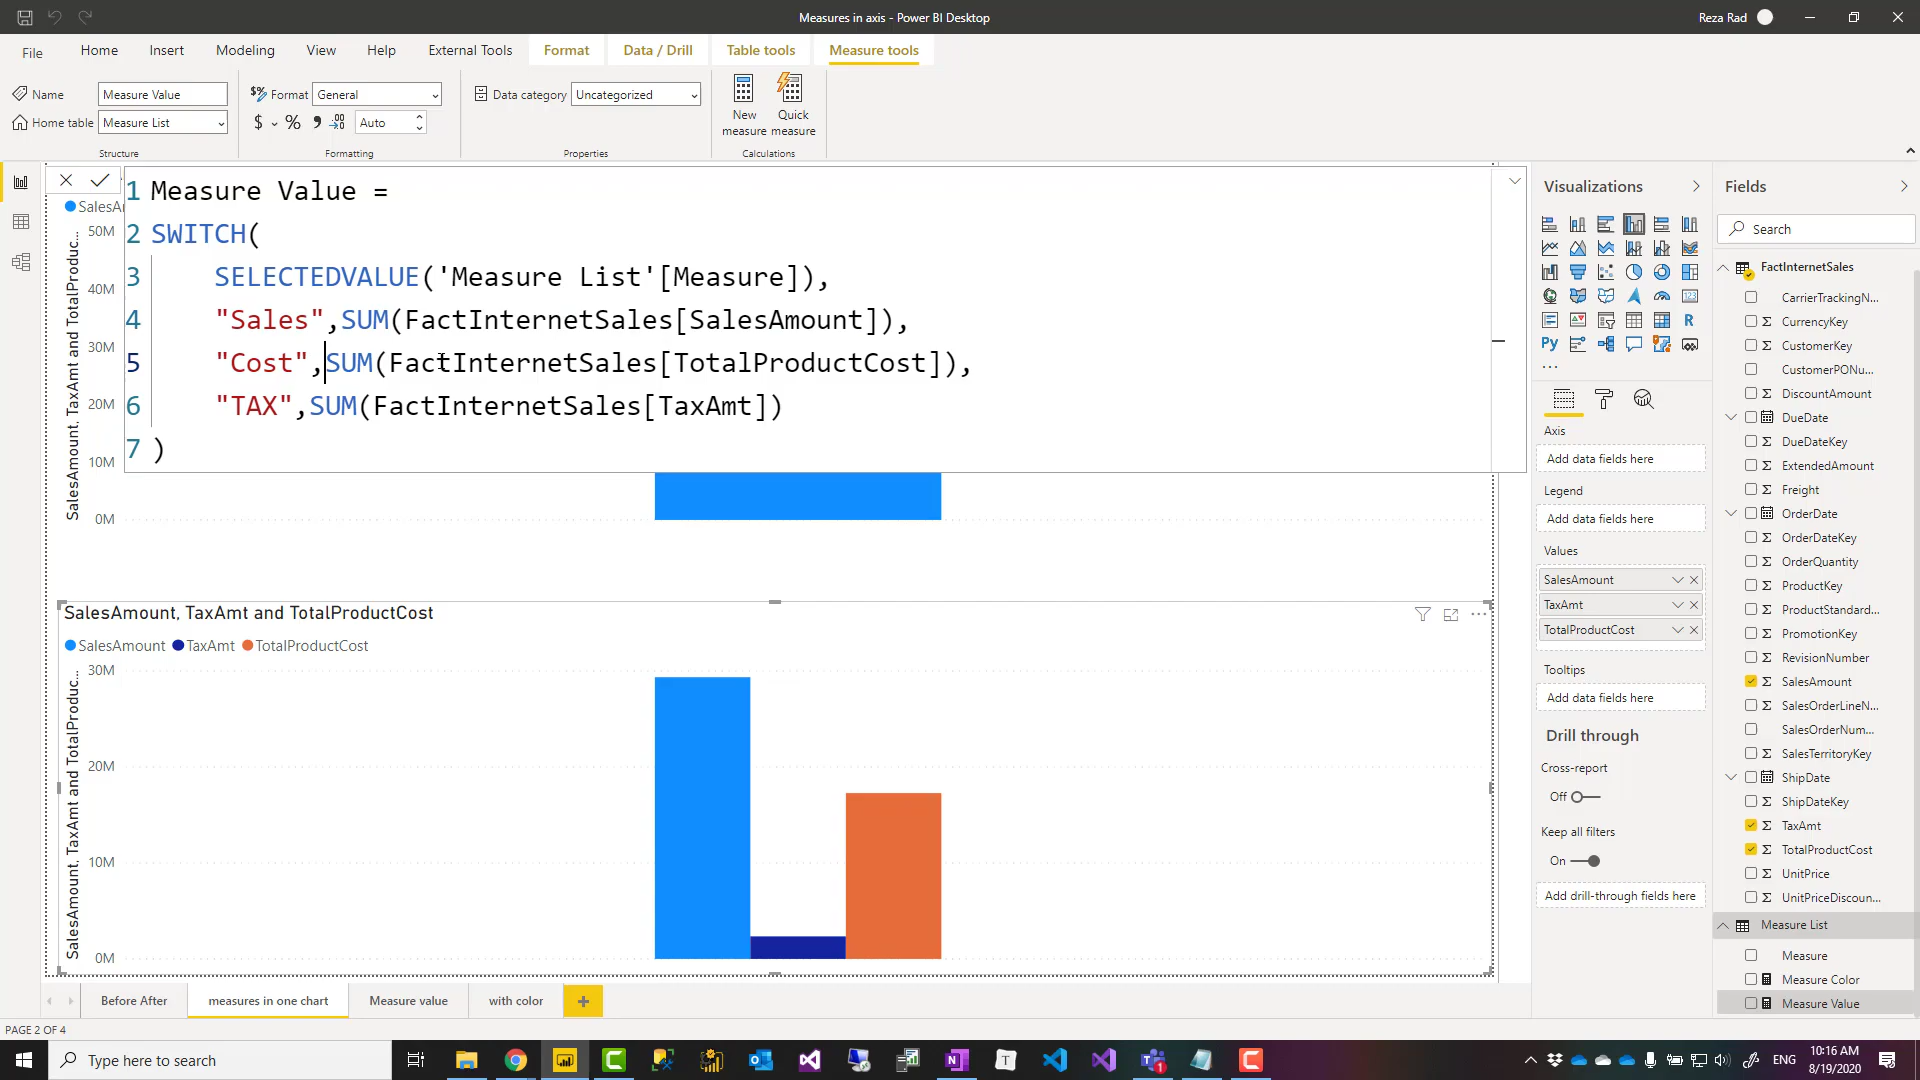 Measures in axis - Power BI Desktop
Reza Rad
File
Home
Insert
Modeling
View
Help
External Tools
Format
Data / Drill
Table tools
Measure tools
Name
Measure Value
Home table
Measure List
Structure
Format
General
$
%
Auto
Formatting
Data category
Uncategorized
Properties
New measure
Quick measure
Calculations
1 Measure Value =
2 SWITCH(
3 SELECTEDVALUE('Measure List'[Measure]),
4 "Sales",SUM(FactInternetSales[SalesAmount]),
5 "Cost",SUM(FactInternetSales[TotalProductCost]),
6 "TAX",SUM(FactInternetSales[TaxAmt])
7 )
SalesAmount, TaxAmt and TotalProduc...
50M
40M
30M
20M
10M
0M
SalesAmount, TaxAmt and TotalProductCost
SalesAmount
TaxAmt
TotalProductCost
SalesAmount, TaxAmt and TotalProduc...
30M
20M
10M
0M
Visualizations
R
Py
...
Axis
Add data fields here
Legend
Add data fields here
Values
SalesAmount
TaxAmt
TotalProductCost
Tooltips
Add data fields here
Drill through
Cross-report
Off
Keep all filters
On
Add drill-through fields here
Fields
Search
FactInternetSales
CarrierTrackingN...
CurrencyKey
CustomerKey
CustomerPONu...
DiscountAmount
DueDate
DueDateKey
ExtendedAmount
Freight
OrderDate
OrderDateKey
OrderQuantity
ProductKey
ProductStandard...
PromotionKey
RevisionNumber
SalesAmount
SalesOrderLineN...
SalesOrderNum...
SalesTerritoryKey
ShipDate
ShipDateKey
TaxAmt
TotalProductCost
UnitPrice
UnitPriceDiscoun...
Measure List
Measure
Measure Color
Measure Value
Before After
measures in one chart
Measure value
with color
+
PAGE 2 OF 4
Type here to search
ENG
10:16 AM
8/19/2020